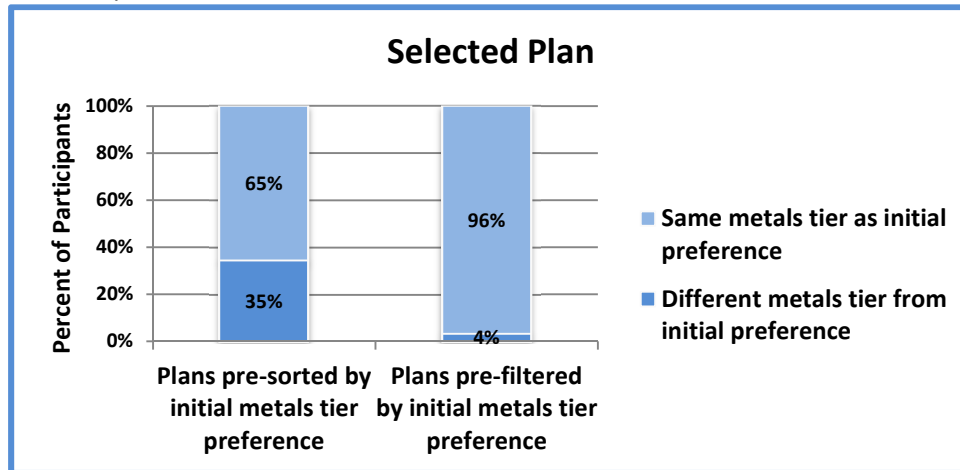 Selected Plan
Percent of Participants
100%
80%
60%
40%
20%
0%
65%
35%
96%
4%
Plans pre-sorted by
initial metals tier
preference
Plans pre-filtered
by initial metals tier
preference
Same metals tier as initial
preference
Different metals tier from
initial preference